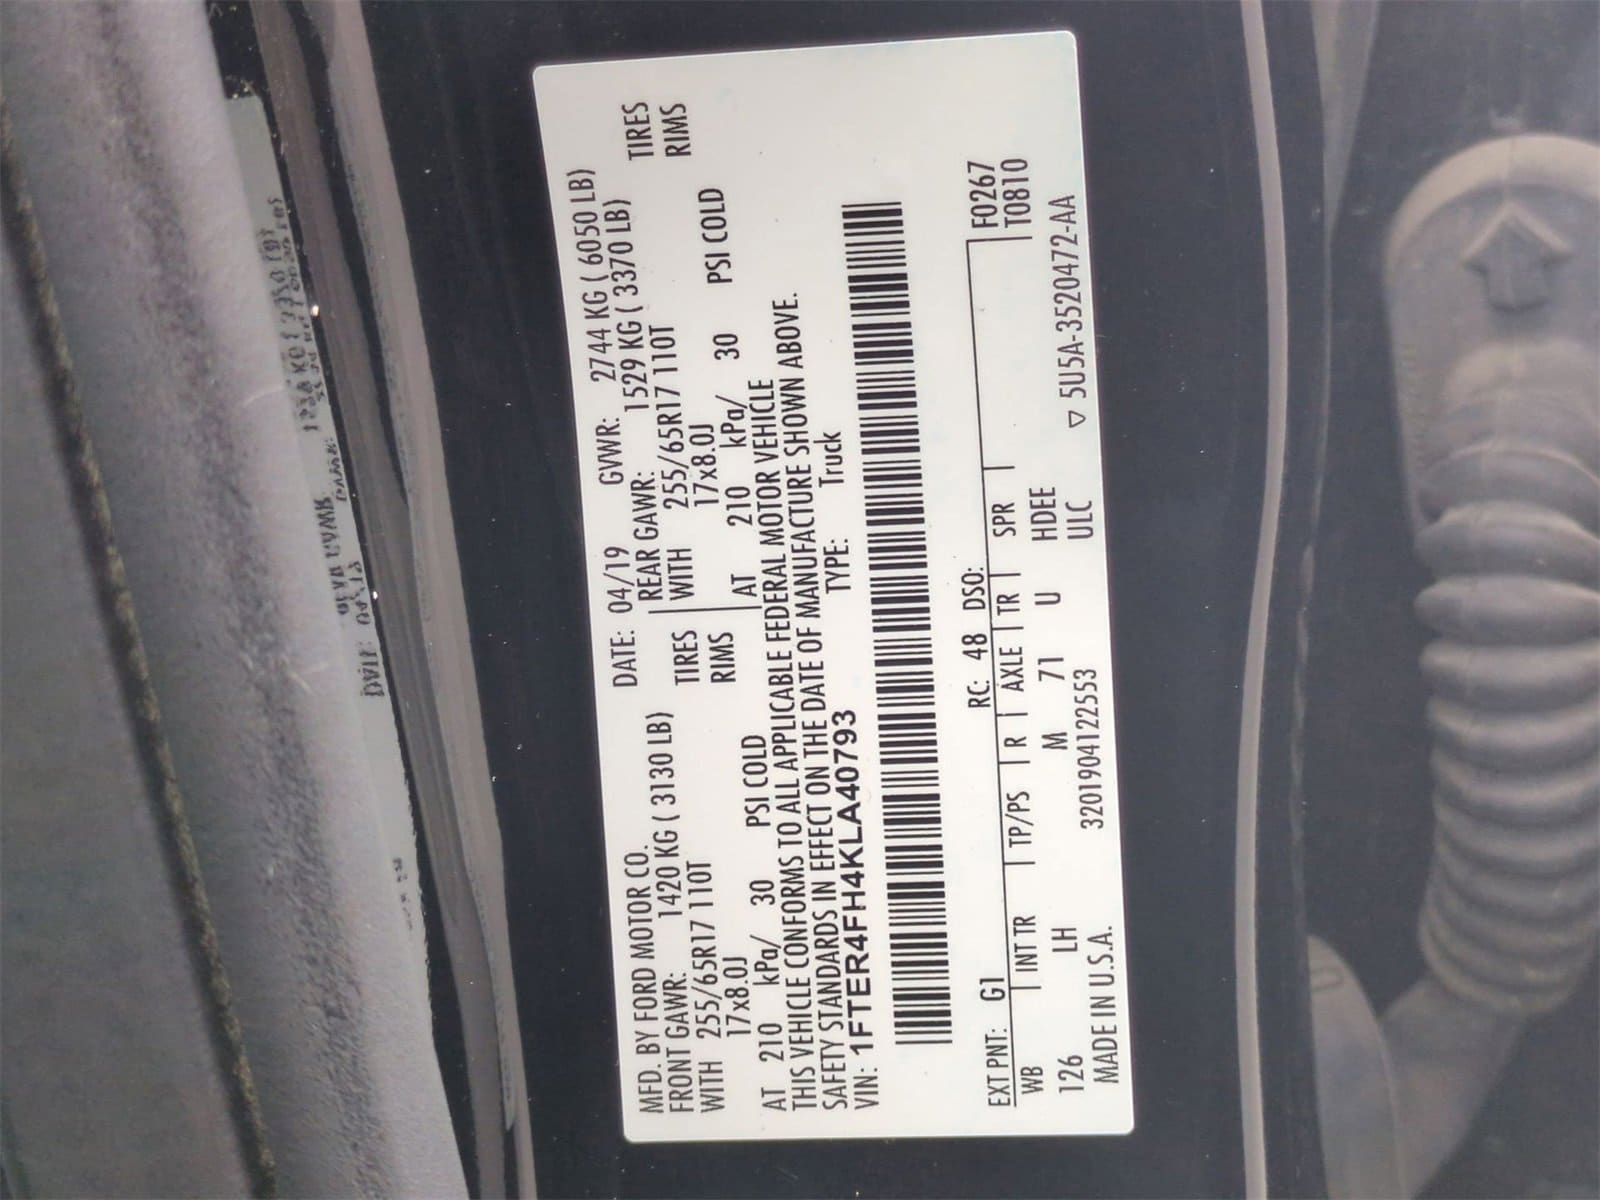 MFD. BY FORD MOTOR CO. DATE: 04/19 GVWR: 2744 KG ( 6050 LB)
FRONT GAWR: 1420 KG ( 3130 LB) REAR GAWR: 1529 KG ( 3370 LB)
WITH 255/65R17 110T TIRES WITH 255/65R17 110T TIRES
17x8.0J RIMS 17x8.0J RIMS
AT 210 kPa/ 30 PSI COLD AT 210 kPa/ 30 PSI COLD
THIS VEHICLE CONFORMS TO ALL APPLICABLE FEDERAL MOTOR VEHICLE
SAFETY STANDARDS IN EFFECT ON THE DATE OF MANUFACTURE SHOWN ABOVE.
VIN: 1FTER4FH4KLA40793 TYPE: Truck
EXT PNT: G1 RC: 48 DSO: F0267
WB INT TR TP/PS R AXLE TR SPR T0810
126 LH M 71 U HDEE
ULC
MADE IN U.S.A. 3201904122553 ▽ 5U5A-3520472-AA